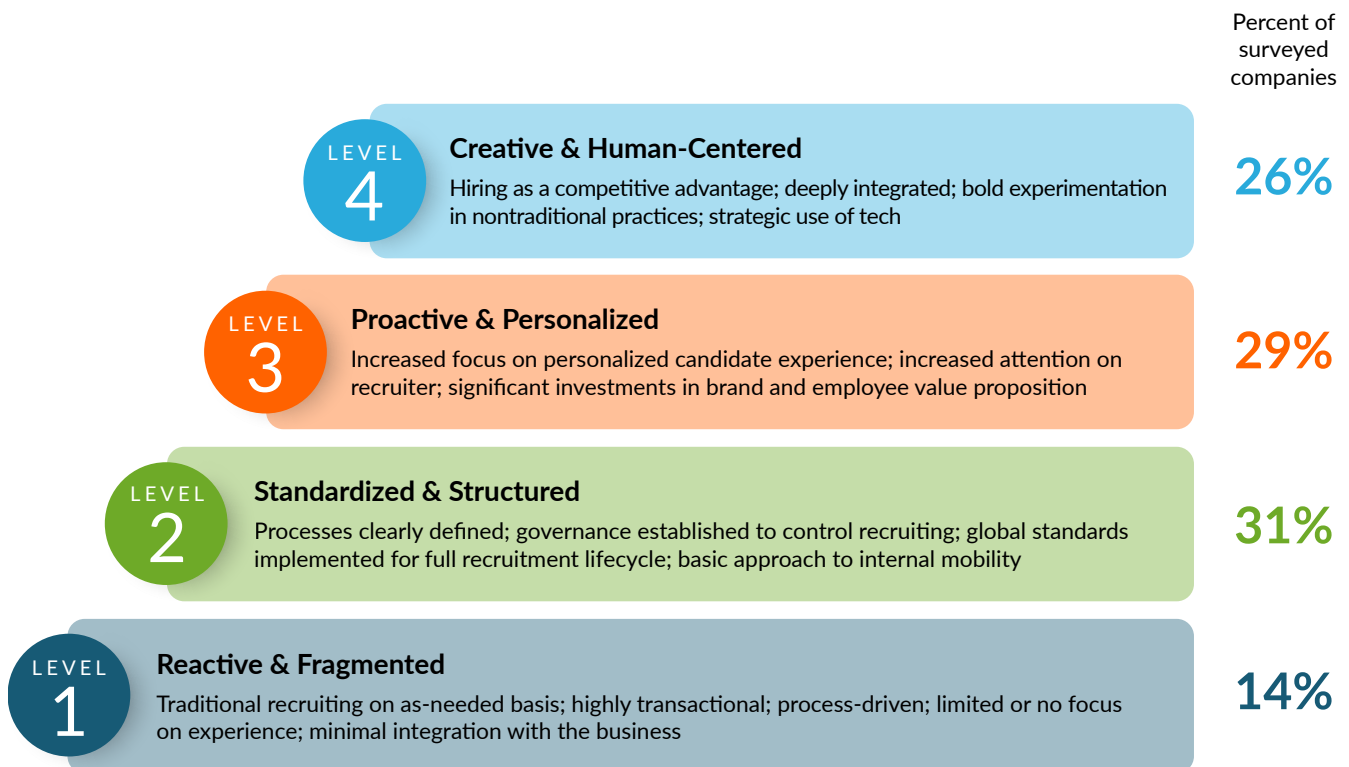 Percent of
surveyed
companies
LEVEL
4
Creative & Human-Centered
Hiring as a competitive advantage; deeply integrated; bold experimentation
in nontraditional practices; strategic use of tech
26%
LEVEL
3
Proactive & Personalized
Increased focus on personalized candidate experience; increased attention on
recruiter; significant investments in brand and employee value proposition
29%
LEVEL
2
Standardized & Structured
Processes clearly defined; governance established to control recruiting; global standards
implemented for full recruitment lifecycle; basic approach to internal mobility
31%
LEVEL
1
Reactive & Fragmented
Traditional recruiting on as-needed basis; highly transactional; process-driven; limited or no focus
on experience; minimal integration with the business
14%